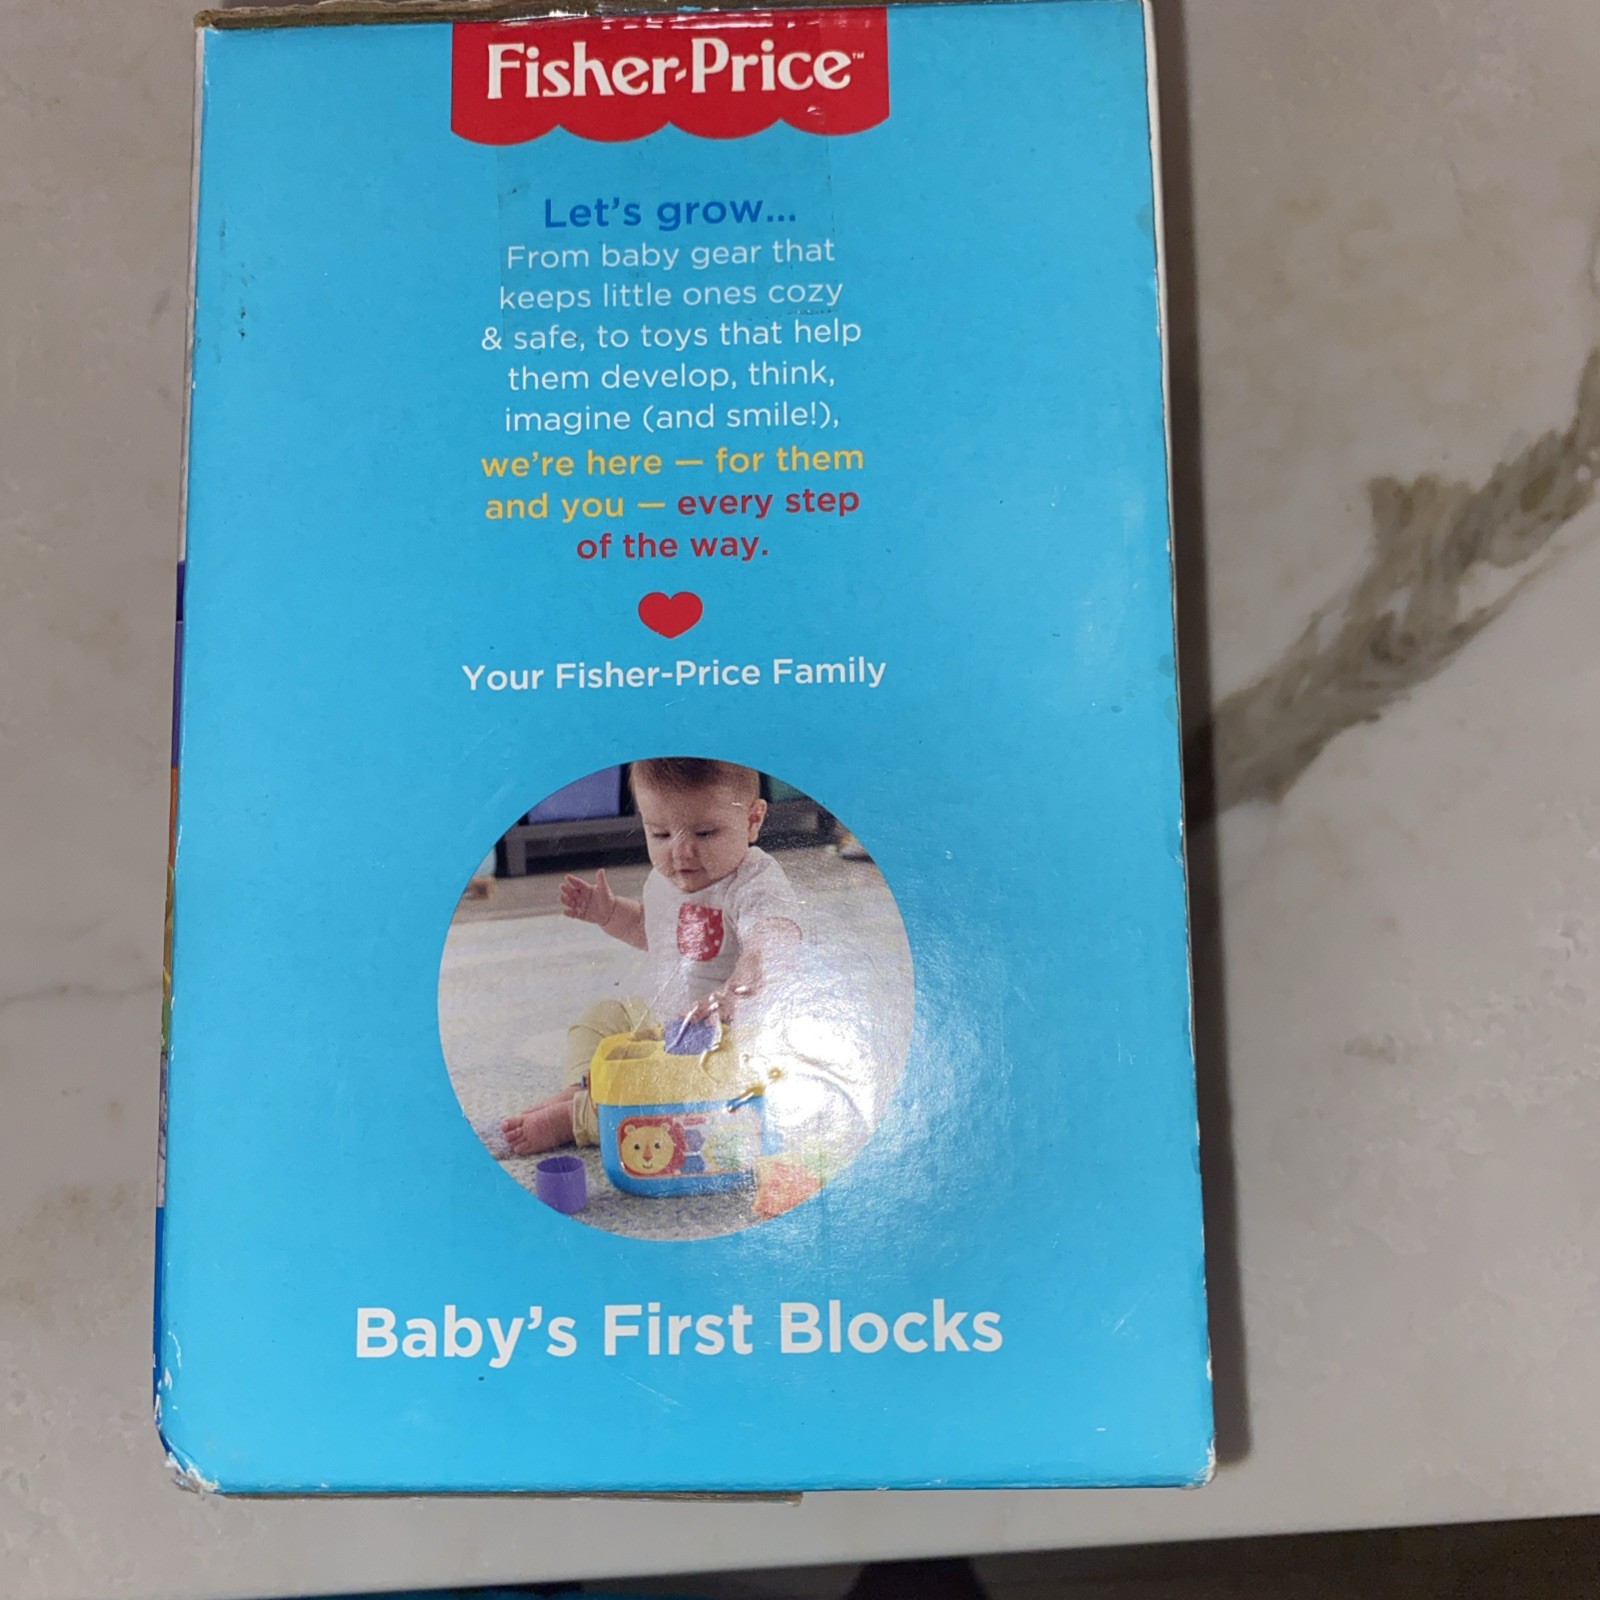 Fisher-Price™
Let's grow...
From baby gear that
keeps little ones cozy
& safe, to toys that help
them develop, think,
imagine (and smile!),
we're here — for them
and you — every step
of the way.
Your Fisher-Price Family
Baby's First Blocks